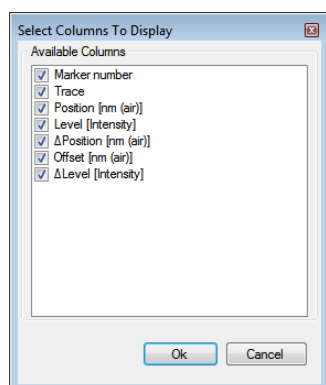 Select Columns To Display
Available Columns
Marker number
Trace
Position [nm (air)]
Level [Intensity]
ΔPosition [nm (air)]
Offset [nm (air)]
ΔLevel [Intensity]
Ok
Cancel